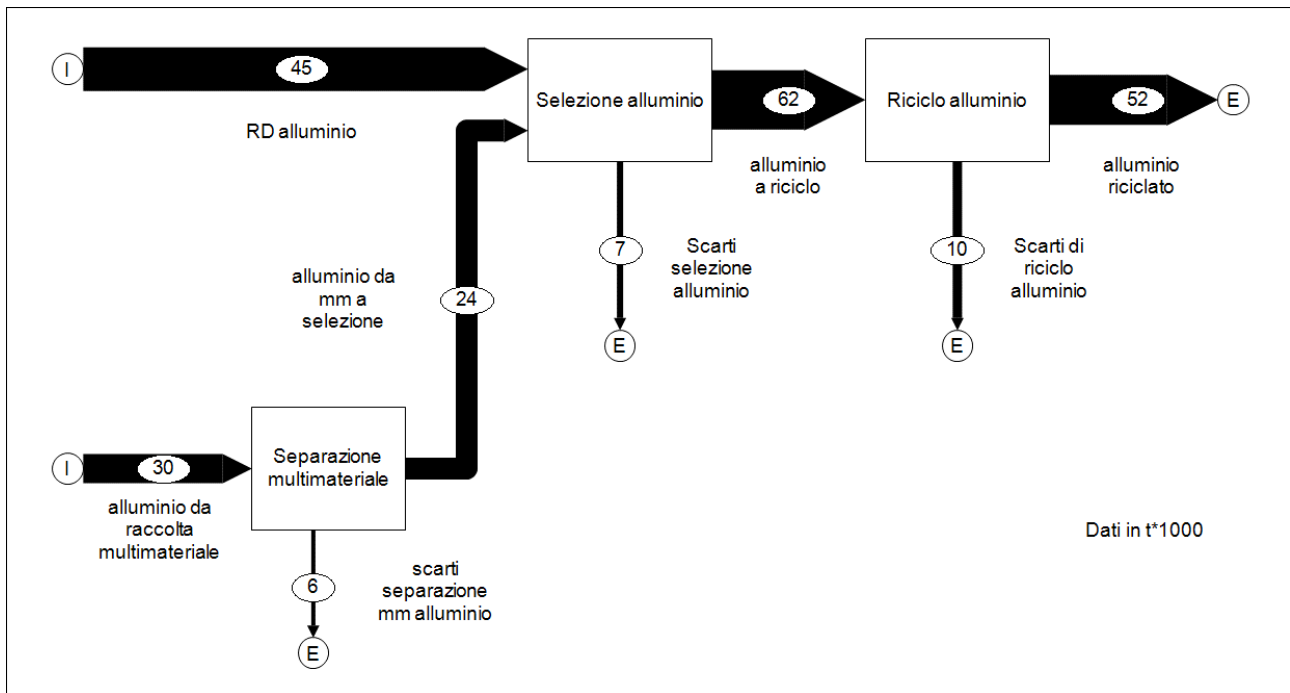 I
45
RD alluminio
Selezione alluminio
62
alluminio
a riciclo
Riciclo alluminio
52
alluminio
riciclato
E
7
Scarti
selezione
alluminio
E
10
Scarti di
riciclo
alluminio
E
alluminio da
mm a
selezione
24
I
30
alluminio da
raccolta
multimateriale
Separazione
multimateriale
6
scarti
separazione
mm alluminio
E
Dati in t*1000